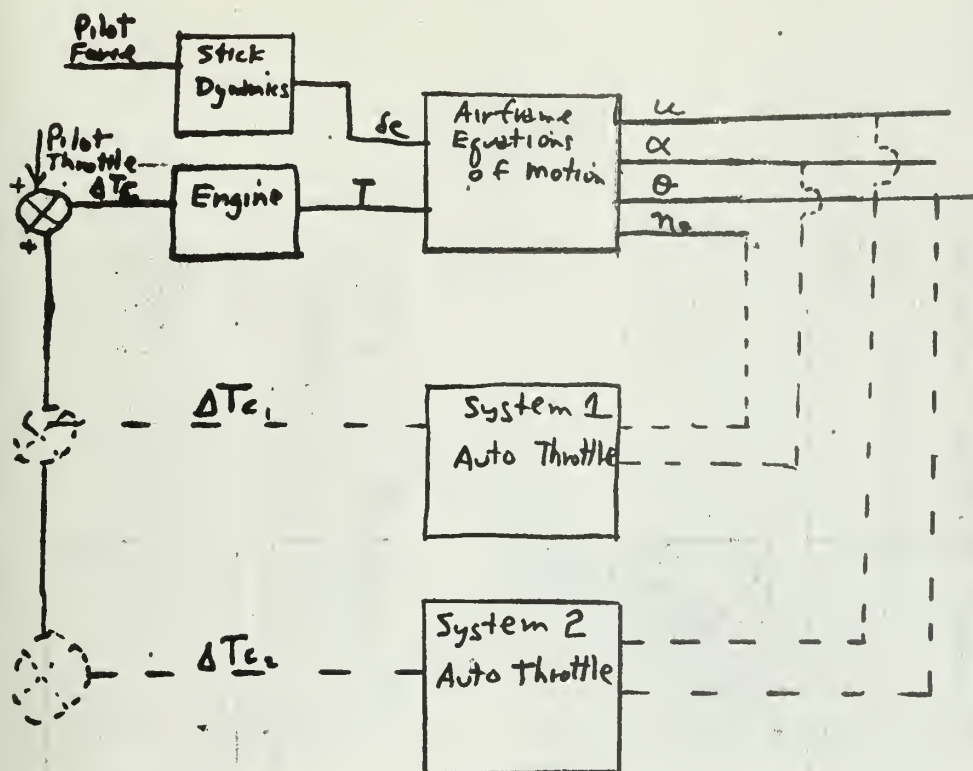 Pilot
Force
Stick
Dynamics
δe
Airframe
Equations
of motion
u
α
θ
Pilot
Throttle
+
ΔTc
+
Engine
T
ΔTc₁
System 1
Auto Throttle
ΔTc₂
System 2
Auto Throttle